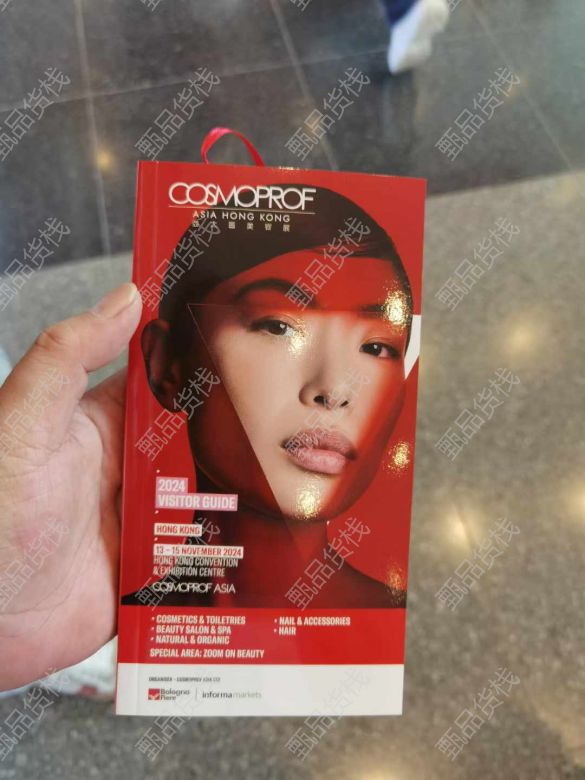 COSMOPROF
ASIA HONG KONG
亞太區美容展
2024
VISITOR GUIDE
HONG KONG
13 – 15 NOVEMBER 2024
HONG KONG CONVENTION
& EXHIBITION CENTRE
COSMOPROF ASIA
• COSMETICS & TOILETRIES
• BEAUTY SALON & SPA
• NATURAL & ORGANIC
• NAIL & ACCESSORIES
• HAIR
SPECIAL AREA: ZOOM ON BEAUTY
ORGANISER - COSMOPROF ASIA LTD
Bologna
Fiere
informa markets
甄品货栈